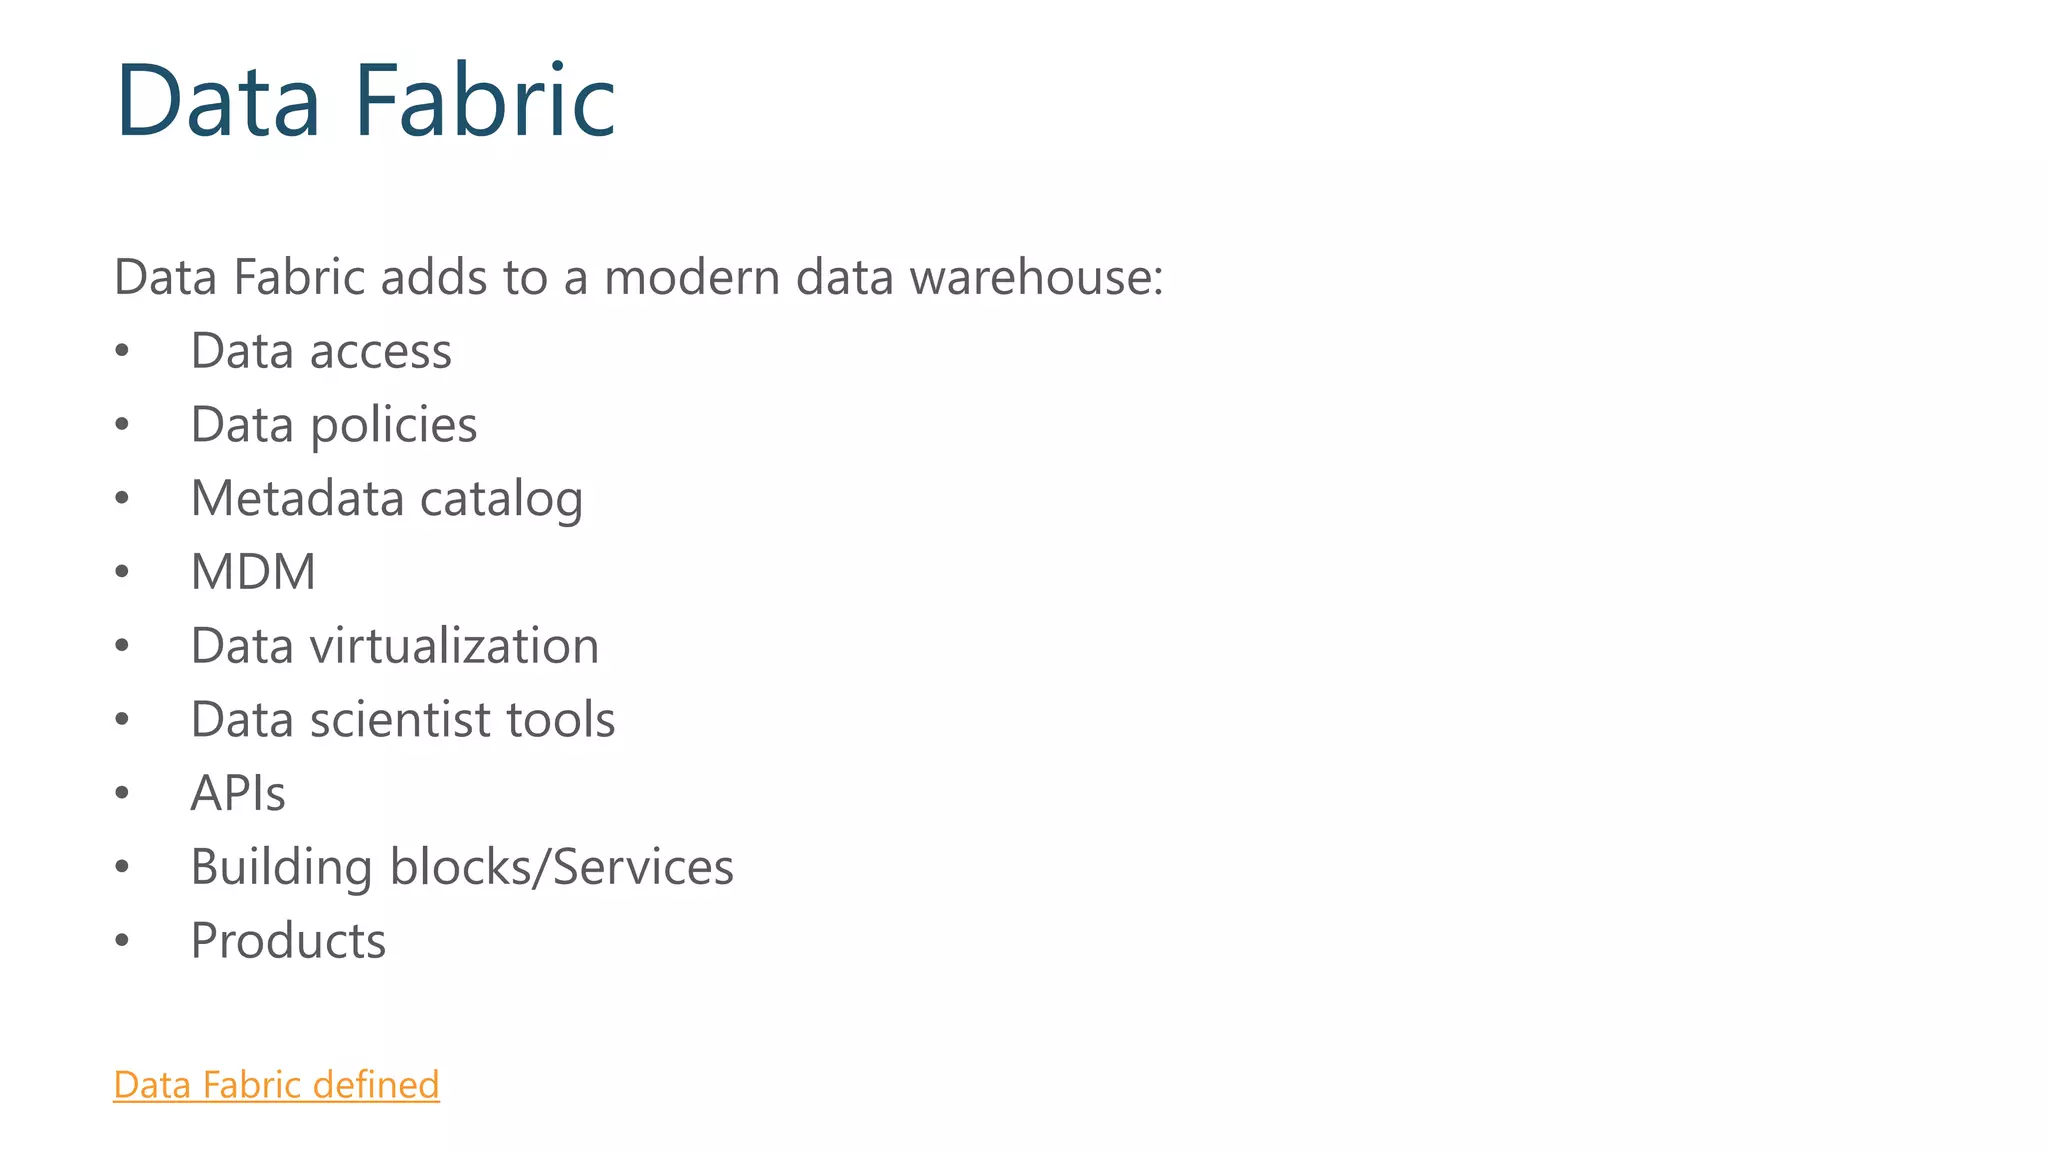 Data Fabric
Data Fabric adds to a modern data warehouse:
• Data access
• Data policies
• Metadata catalog
• MDM
• Data virtualization
• Data scientist tools
• APIs
• Building blocks/Services
• Products
Data Fabric defined